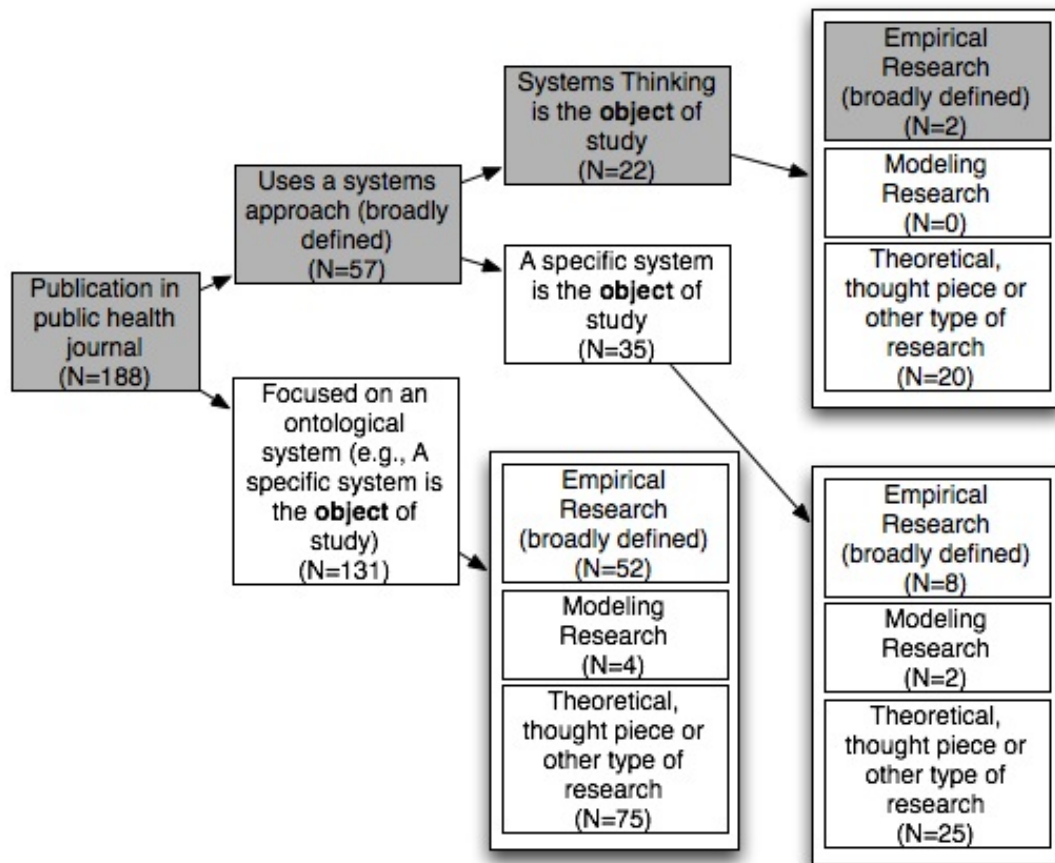 Publication in
public health
journal
(N=188)
Uses a systems
approach (broadly
defined)
(N=57)
Focused on an
ontological
system (e.g., A
specific system is
the object of
study)
(N=131)
Systems Thinking
is the object of
study
(N=22)
A specific system
is the object of
study
(N=35)
Empirical
Research
(broadly defined)
(N=52)
Modeling
Research
(N=4)
Theoretical,
thought piece or
other type of
research
(N=75)
Empirical
Research
(broadly defined)
(N=2)
Modeling
Research
(N=0)
Theoretical,
thought piece or
other type of
research
(N=20)
Empirical
Research
(broadly defined)
(N=8)
Modeling
Research
(N=2)
Theoretical,
thought piece or
other type of
research
(N=25)